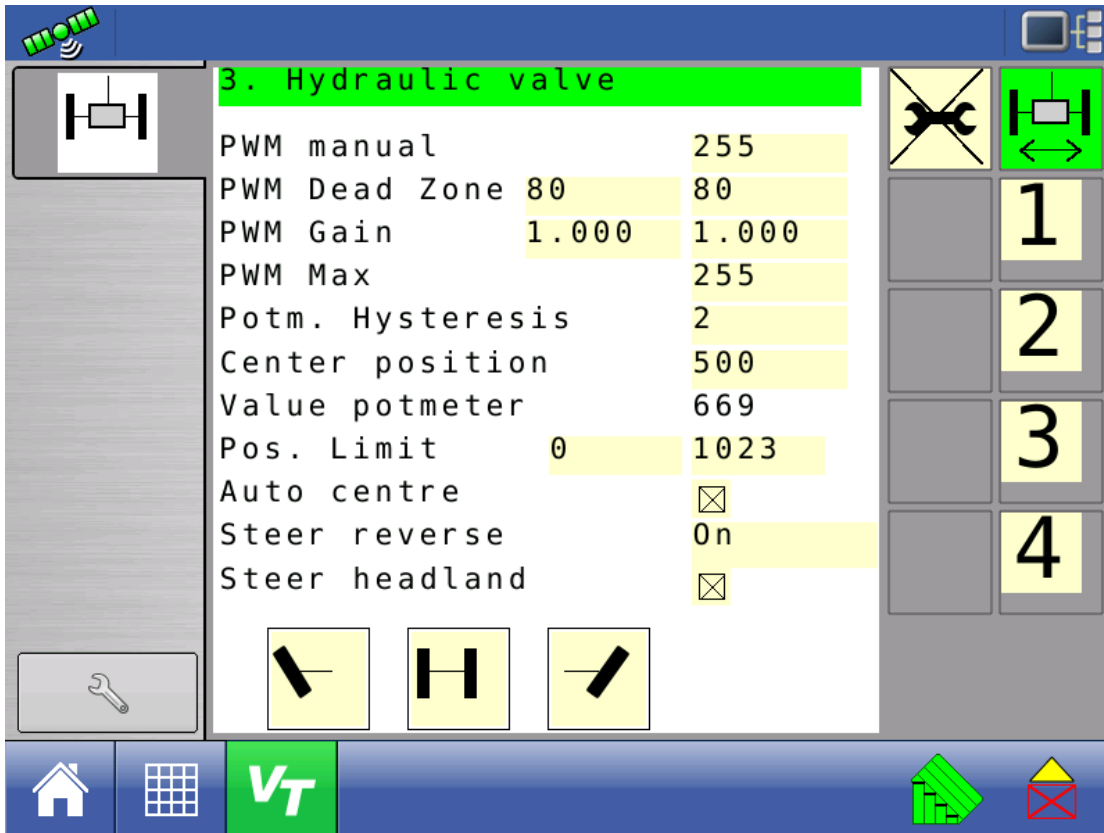 3. Hydraulic valve
PWM manual 255
PWM Dead Zone 80 80
PWM Gain 1.000 1.000
PWM Max 255
Potm. Hysteresis 2
Center position 500
Value potmeter 669
Pos. Limit 0 1023
Auto centre
Steer reverse On
Steer headland
1
2
3
4
VT